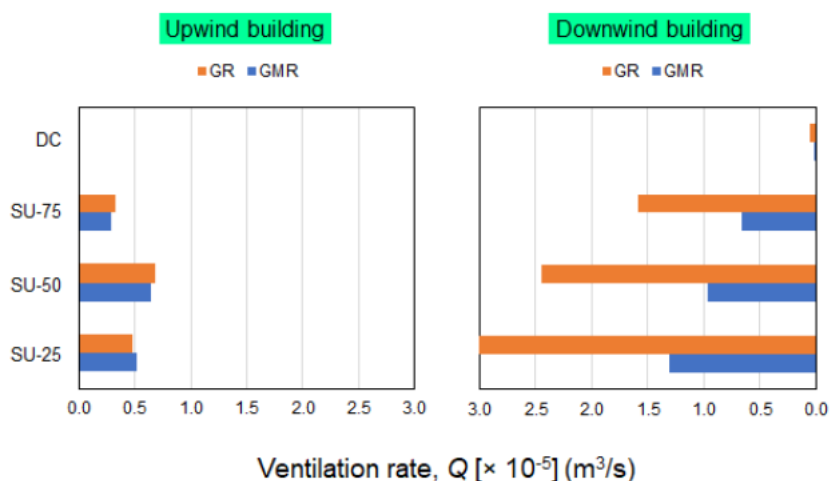 Upwind building
Downwind building
GR GMR
GR GMR
DC
SU-75
SU-50
SU-25
0.0 0.5 1.0 1.5 2.0 2.5 3.0
3.0 2.5 2.0 1.5 1.0 0.5 0.0
Ventilation rate, Q [× 10⁻⁵] (m³/s)